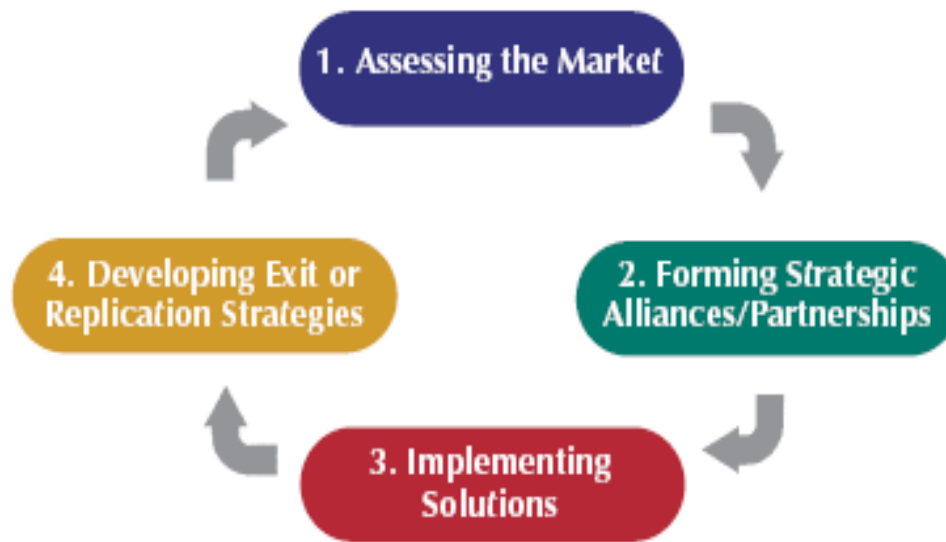 1. Assessing the Market
2. Forming Strategic
Alliances/Partnerships
3. Implementing
Solutions
4. Developing Exit or
Replication Strategies